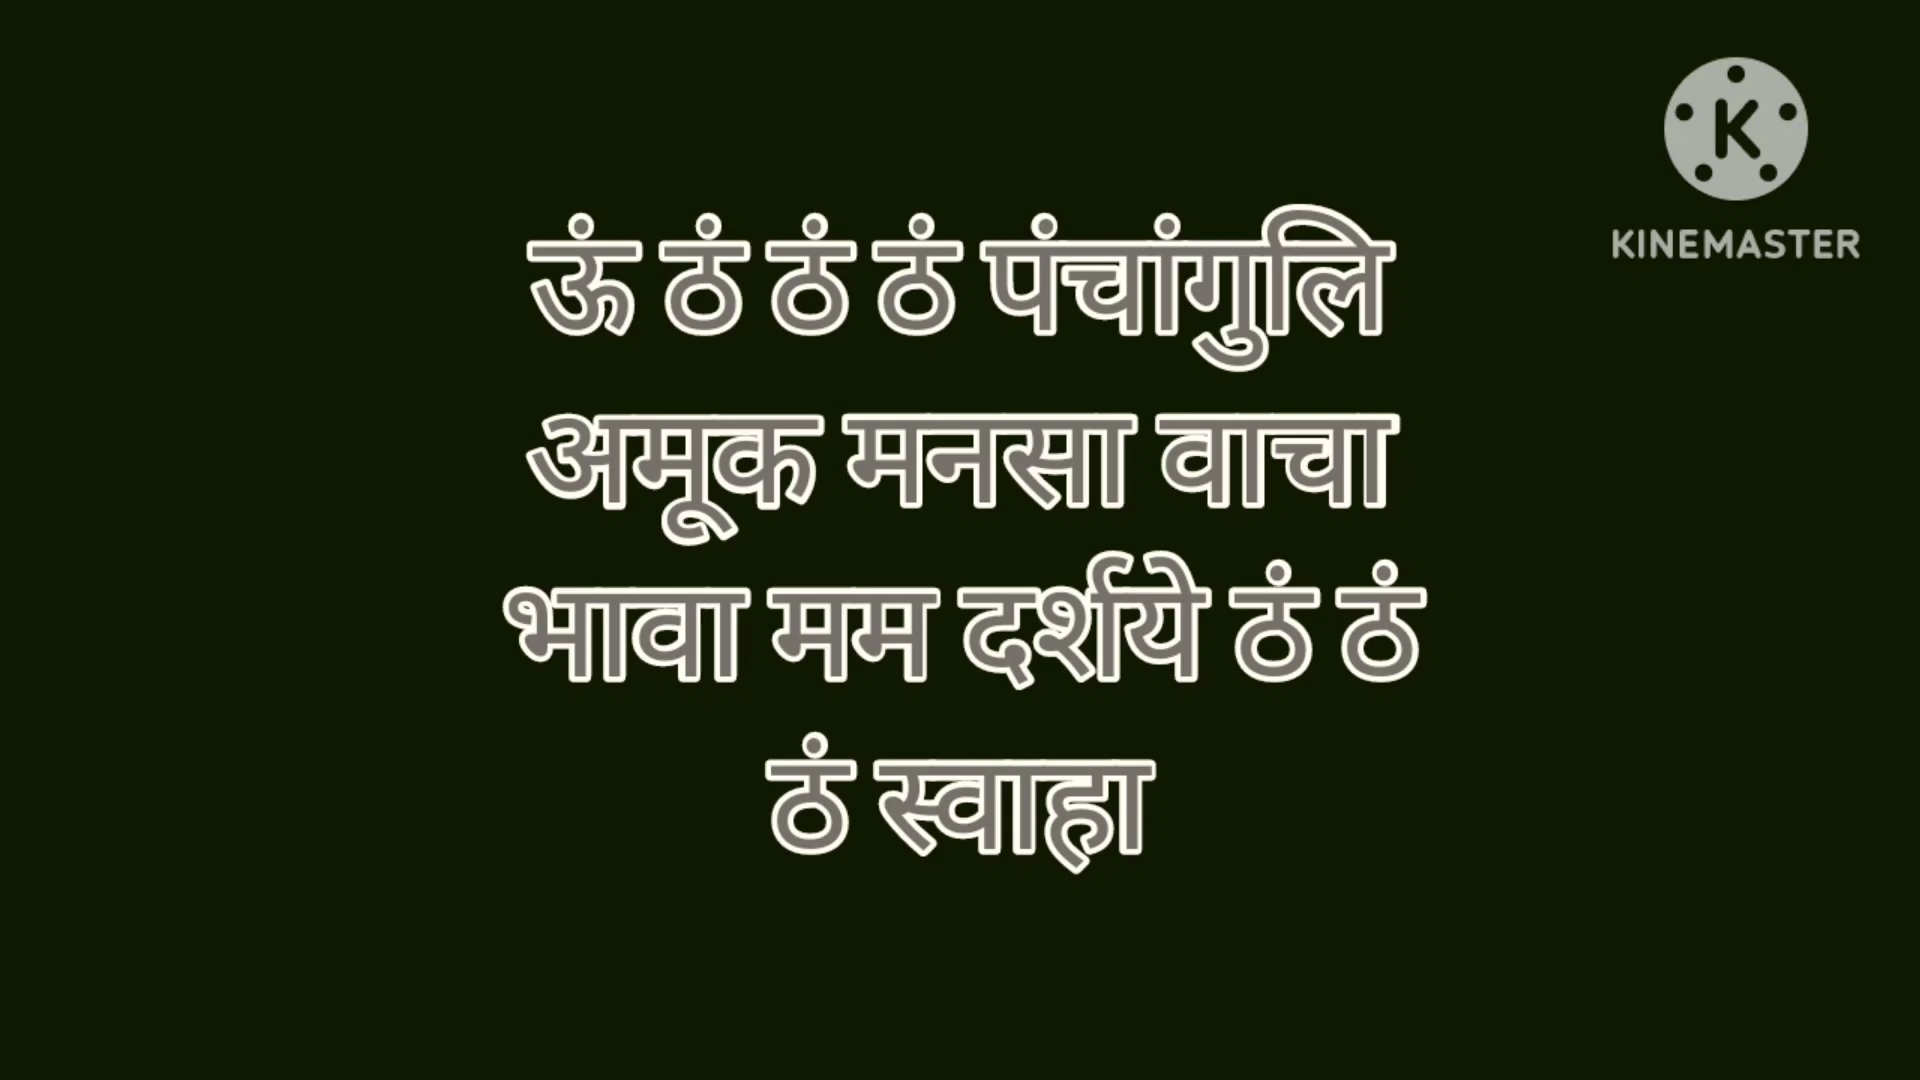 KINEMASTER
ऊं ठं ठं ठं पंचांगुलि
अमूक मनसा वाचा
भावा मम दर्शये ठं ठं
ठं स्वाहा